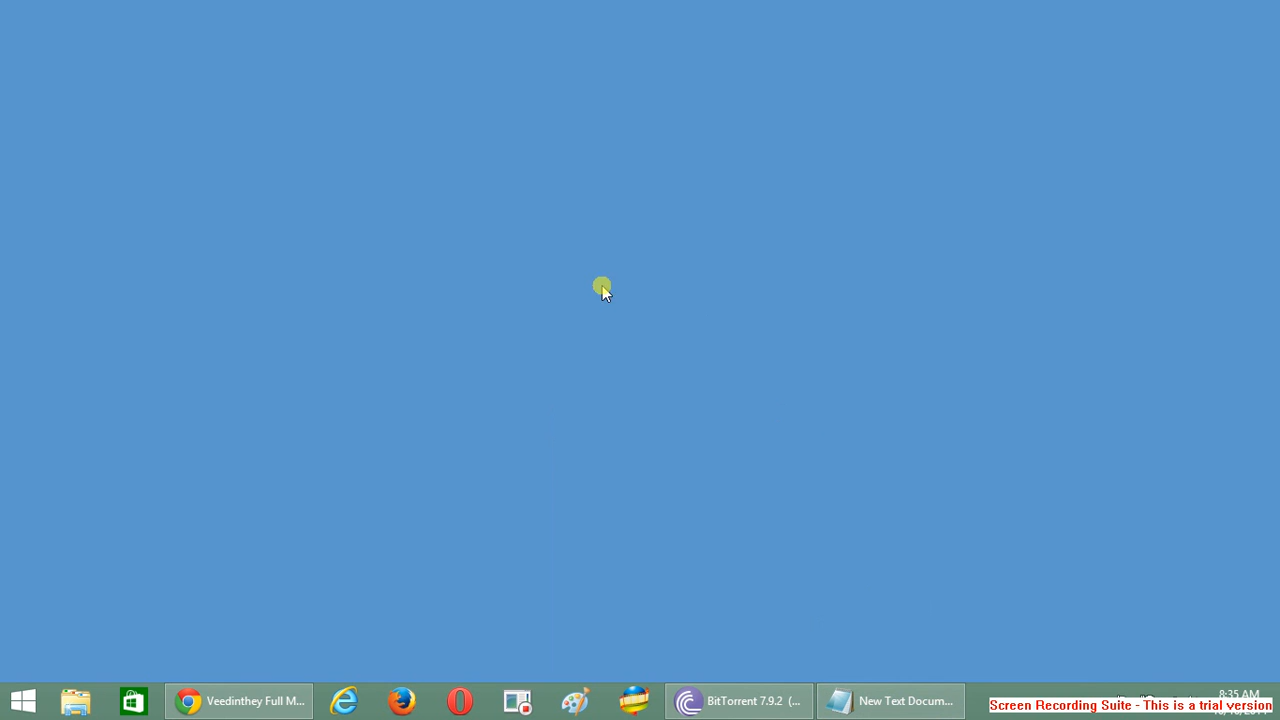 Veedinthey Full M...
BitTorrent 7.9.2 (...
New Text Docum...
8:35 AM
Screen Recording Suite - This is a trial version